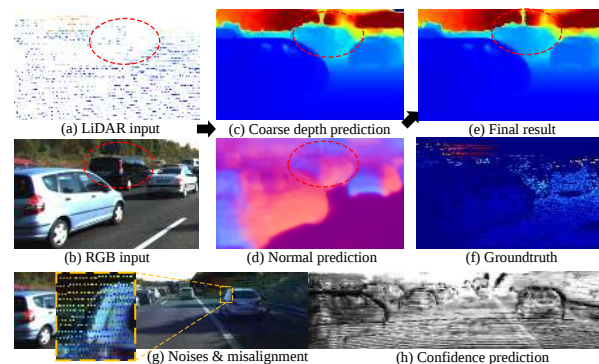 (a) LiDAR input
(c) Coarse depth prediction
(e) Final result
(b) RGB input
(d) Normal prediction
(f) Groundtruth
(g) Noises & misalignment
(h) Confidence prediction